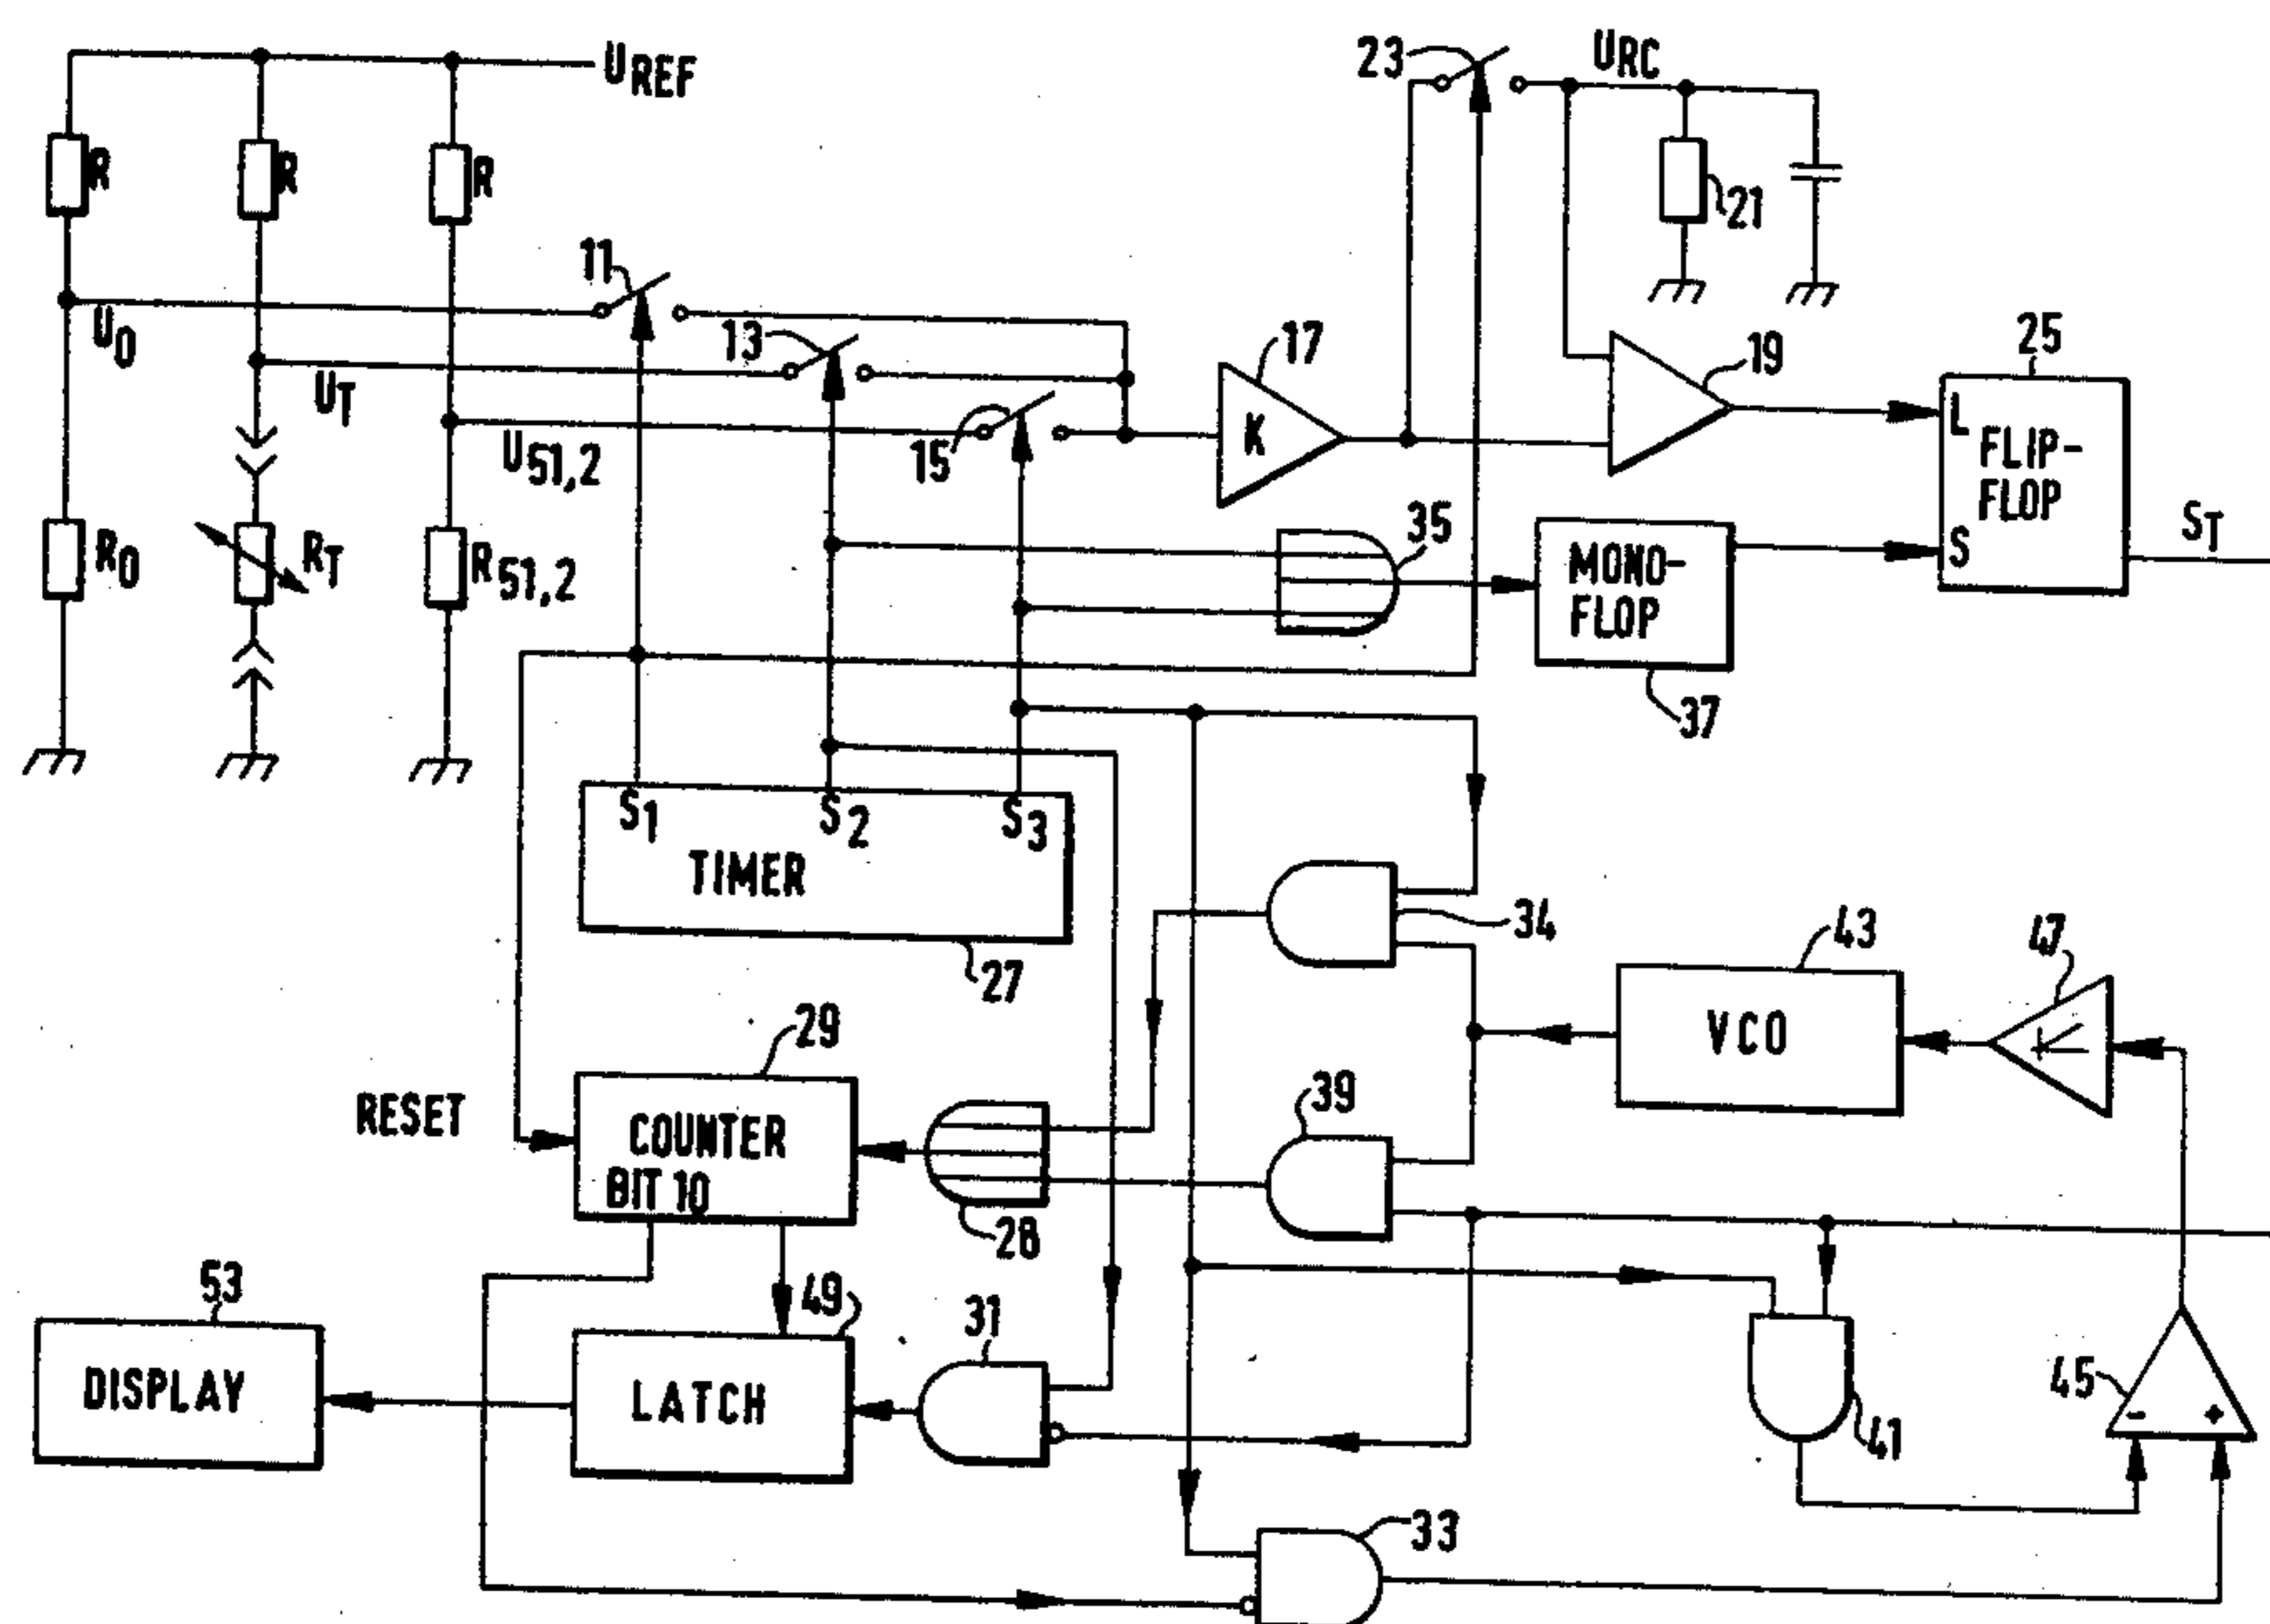 UREF
23
URC
R
R
R
21
11
U0
13
17
19
25
UT
L
FLIP-
FLOP
U51,2
15
K
35
ST
R0
RT
R51,2
MONO-
FLOP
S
37
S1
S2
S3
TIMER
27
34
43
47
VCO
29
39
RESET
COUNTER
BIT 10
28
53
49
31
DISPLAY
LATCH
45
- +
41
33